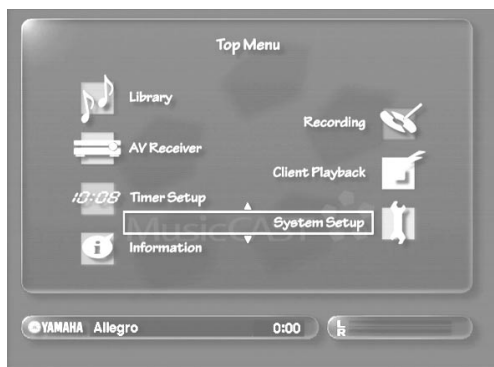 Top Menu
Library
Recording
AV Receiver
Client Playback
10:08 Timer Setup
System Setup
MusicCAST
Information
YAMAHA Allegro 0:00 L
R